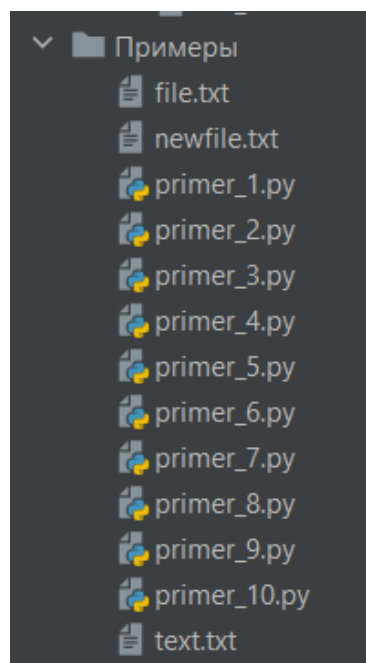 Примеры
file.txt
newfile.txt
primer_1.py
primer_2.py
primer_3.py
primer_4.py
primer_5.py
primer_6.py
primer_7.py
primer_8.py
primer_9.py
primer_10.py
text.txt